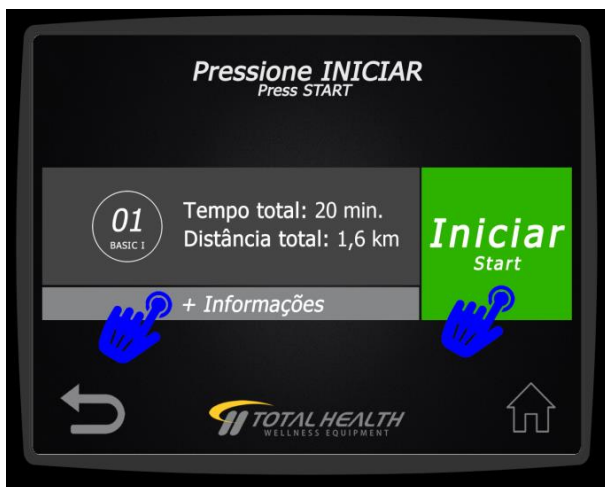 Pressione INICIAR
Press START
01
BASIC I
Tempo total: 20 min.
Distância total: 1,6 km
Iniciar
Start
+ Informações
TOTAL HEALTH
WELLNESS EQUIPMENT